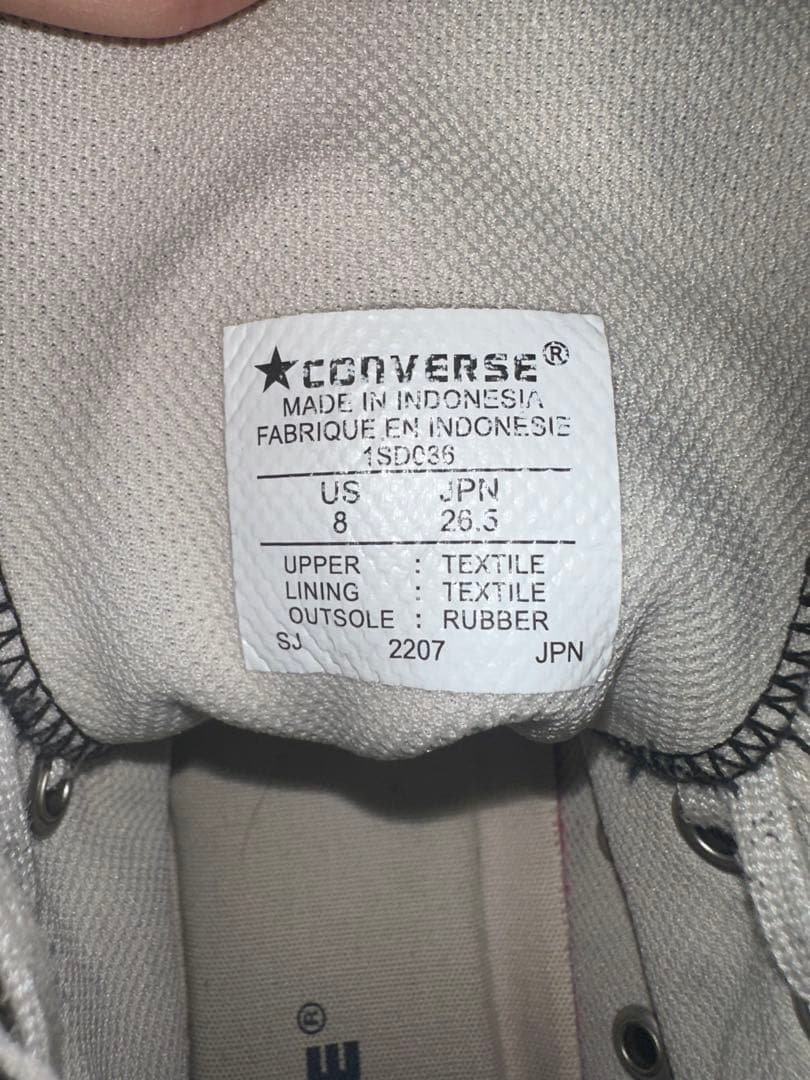 ★CONVERSE®
MADE IN INDONESIA
FABRIQUE EN INDONESIE
1SD036
US JPN
8 26.5
UPPER : TEXTILE
LINING : TEXTILE
OUTSOLE : RUBBER
SJ 2207 JPN
E®